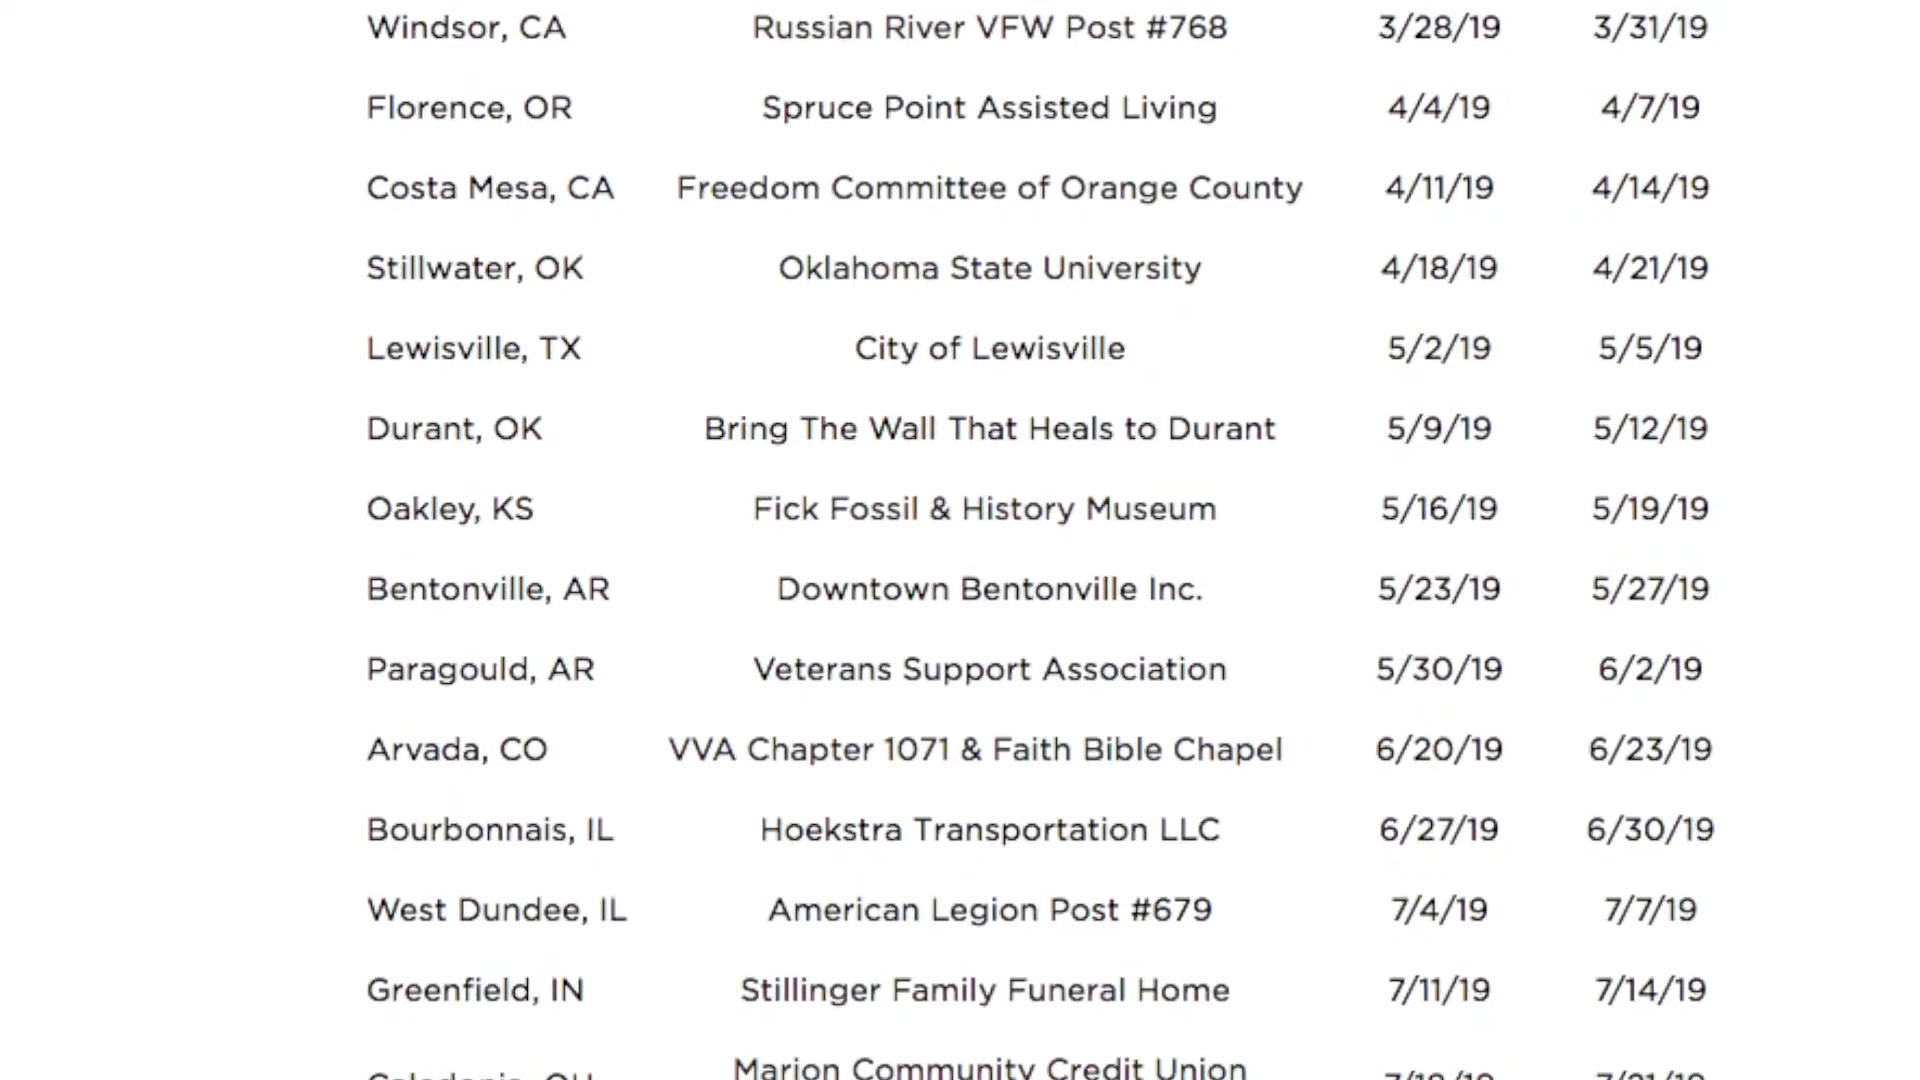 Windsor, CA Russian River VFW Post #768 3/28/19 3/31/19
Florence, OR Spruce Point Assisted Living 4/4/19 4/7/19
Costa Mesa, CA Freedom Committee of Orange County 4/11/19 4/14/19
Stillwater, OK Oklahoma State University 4/18/19 4/21/19
Lewisville, TX City of Lewisville 5/2/19 5/5/19
Durant, OK Bring The Wall That Heals to Durant 5/9/19 5/12/19
Oakley, KS Fick Fossil & History Museum 5/16/19 5/19/19
Bentonville, AR Downtown Bentonville Inc. 5/23/19 5/27/19
Paragould, AR Veterans Support Association 5/30/19 6/2/19
Arvada, CO VVA Chapter 1071 & Faith Bible Chapel 6/20/19 6/23/19
Bourbonnais, IL Hoekstra Transportation LLC 6/27/19 6/30/19
West Dundee, IL American Legion Post #679 7/4/19 7/7/19
Greenfield, IN Stillinger Family Funeral Home 7/11/19 7/14/19
Marion Community Credit Union